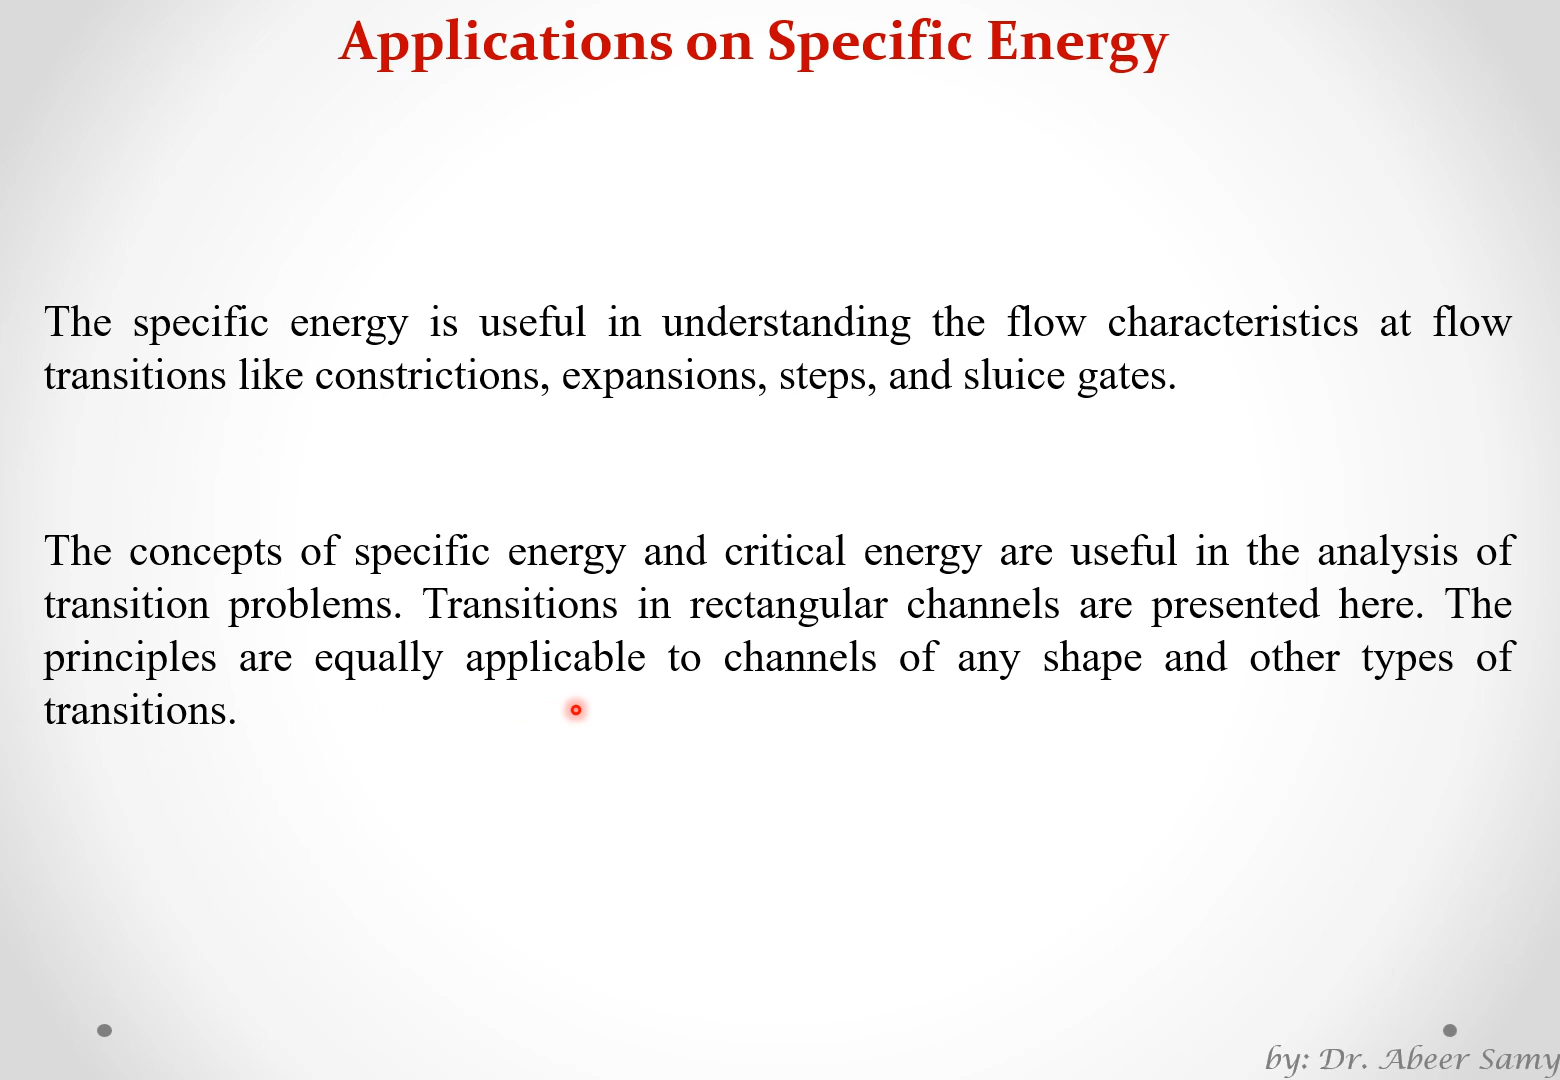 Applications on Specific Energy
The specific energy is useful in understanding the flow characteristics at flow
transitions like constrictions, expansions, steps, and sluice gates.
The concepts of specific energy and critical energy are useful in the analysis of
transition problems. Transitions in rectangular channels are presented here. The
principles are equally applicable to channels of any shape and other types of
transitions.
by: Dr. Abeer Samy